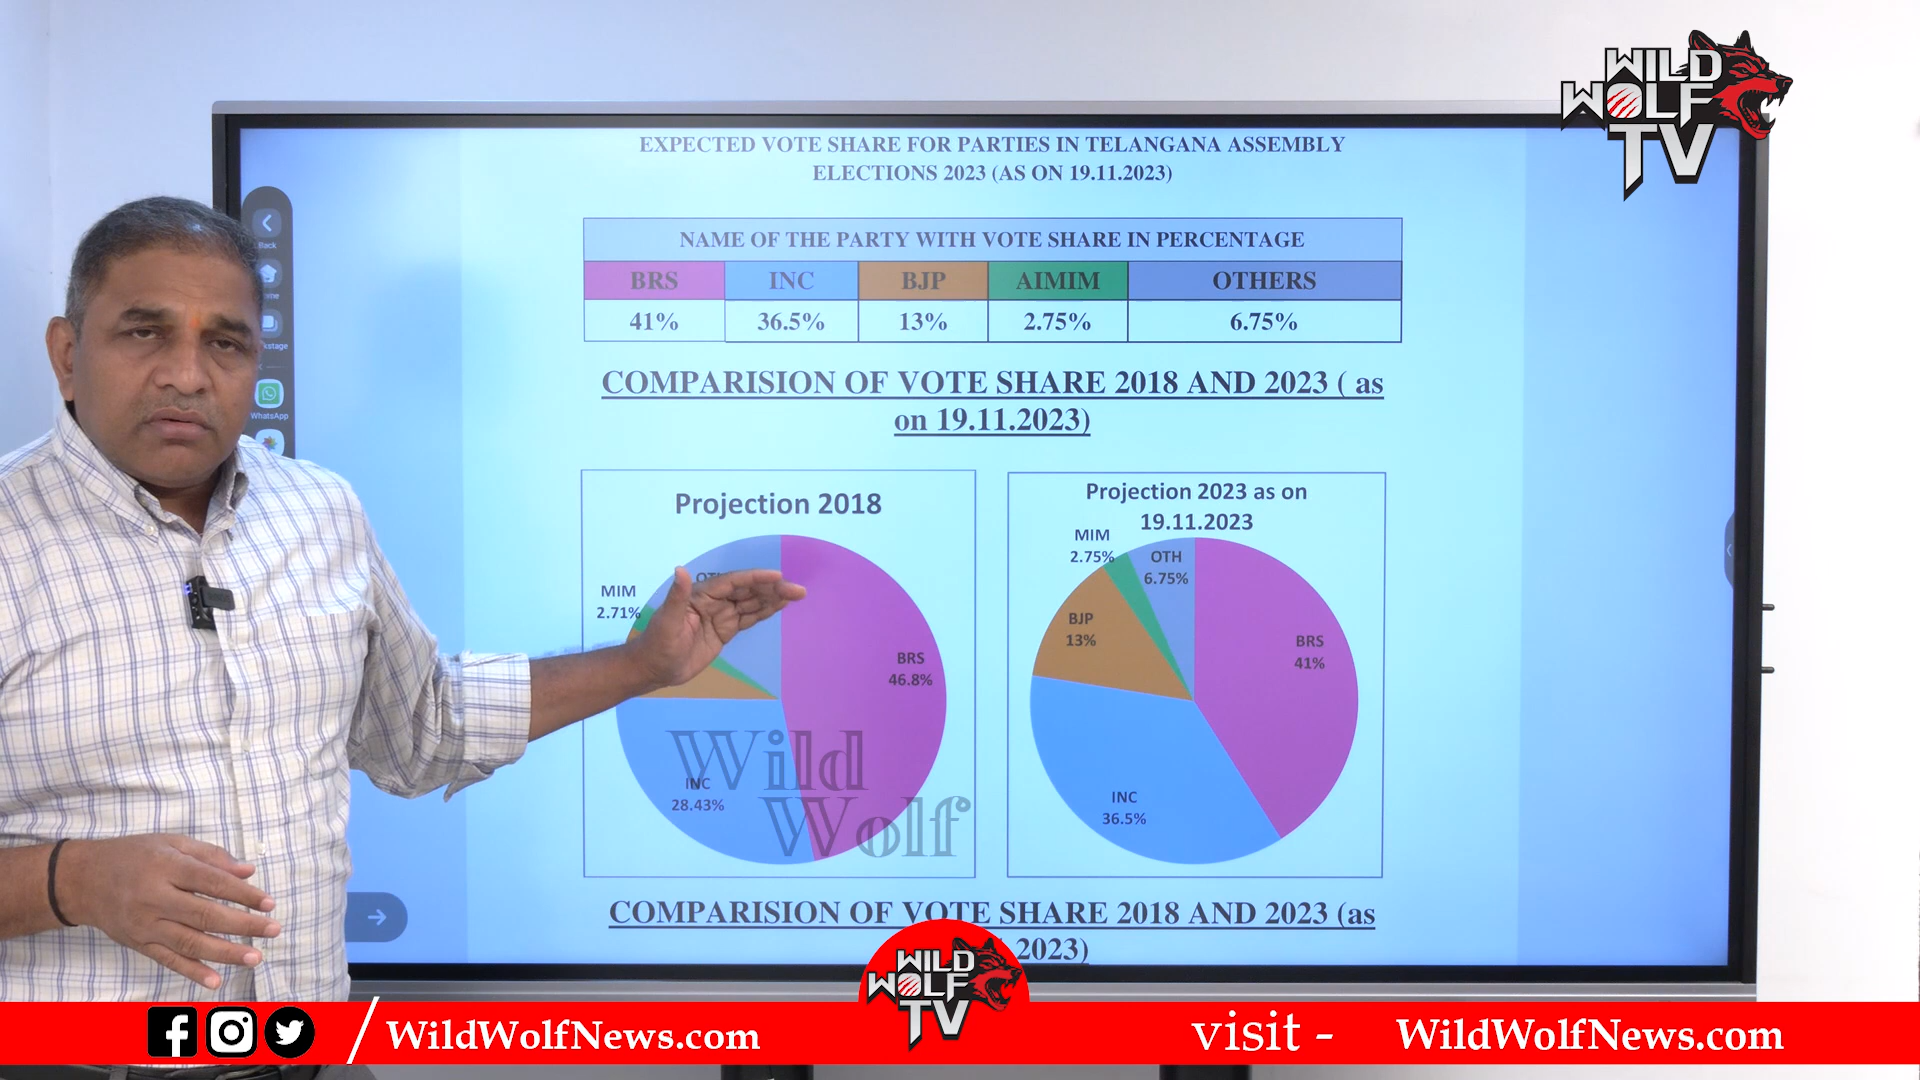 WILD
WOLF
TV
EXPECTED VOTE SHARE FOR PARTIES IN TELANGANA ASSEMBLY
ELECTIONS 2023 (AS ON 19.11.2023)
NAME OF THE PARTY WITH VOTE SHARE IN PERCENTAGE
BRS INC BJP AIMIM OTHERS
41% 36.5% 13% 2.75% 6.75%
COMPARISION OF VOTE SHARE 2018 AND 2023 ( as
on 19.11.2023)
Back
WhatsApp
Projection 2018
MIM
2.71%
BRS
46.8%
INC
28.43%
Wild
Wolf
Projection 2023 as on
19.11.2023
MIM
2.75%
OTH
6.75%
BJP
13%
BRS
41%
INC
36.5%
COMPARISION OF VOTE SHARE 2018 AND 2023 (as
2023)
WILD
WOLF
TV
WildWolfNews.com
visit - WildWolfNews.com